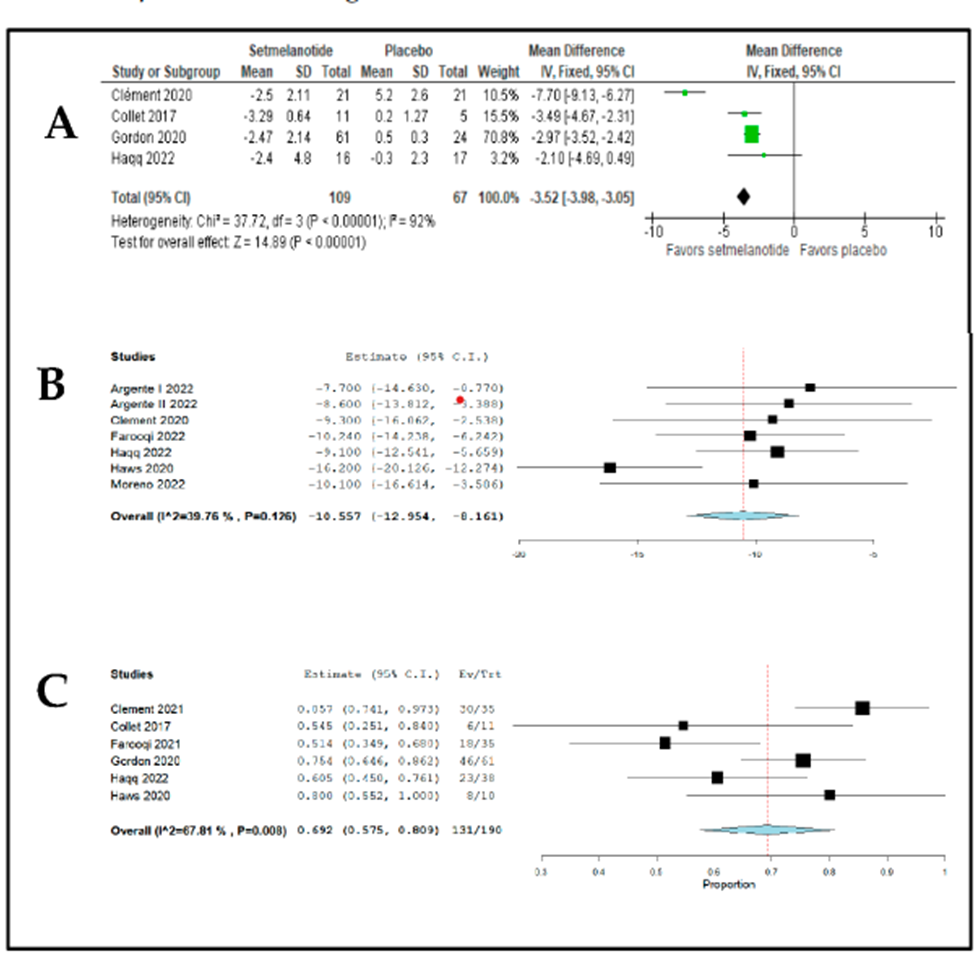 A
Setmelanotide Placebo Mean Difference Mean Difference
Study or Subgroup Mean SD Total Mean SD Total Weight IV, Fixed, 95% CI IV, Fixed, 95% CI
Clément 2020 -2.5 2.11 21 5.2 2.6 21 10.5% -7.70 [-9.13, -6.27]
Collet 2017 -3.29 0.64 11 0.2 1.27 5 15.5% -3.49 [-4.67, -2.31]
Gordon 2020 -2.47 2.14 61 0.5 0.3 24 70.8% -2.97 [-3.52, -2.42]
Haqq 2022 -2.4 4.8 16 -0.3 2.3 17 3.2% -2.10 [-4.69, 0.49]
Total (95% CI) 109 67 100.0% -3.52 [-3.98, -3.05]
Heterogeneity: Chi² = 37.72, df = 3 (P < 0.00001); I² = 92%
Test for overall effect: Z = 14.89 (P < 0.00001)
-10 -5 0 5 10
Favors setmelanotide Favors placebo
B
Studies Estimate (95% C.I.)
Argente I 2022 -7.700 (-14.630, -0.770)
Argente II 2022 -8.600 (-13.812, -3.388)
Clement 2020 -9.300 (-16.062, -2.538)
Farooqi 2022 -10.240 (-14.238, -6.242)
Haqq 2022 -9.100 (-12.541, -5.659)
Haws 2020 -16.200 (-20.126, -12.274)
Moreno 2022 -10.100 (-16.614, -3.586)
Overall (I^2=39.76 % , P=0.126) -10.557 (-12.954, -8.161)
-20 -15 -10 -5
C
Studies Estimate (95% C.I.) Ev/Trt
Clement 2021 0.857 (0.741, 0.973) 30/35
Collet 2017 0.545 (0.251, 0.840) 6/11
Farooqi 2021 0.514 (0.349, 0.680) 18/35
Gordon 2020 0.754 (0.646, 0.862) 46/61
Haqq 2022 0.605 (0.450, 0.761) 23/38
Haws 2020 0.800 (0.552, 1.000) 8/10
Overall (I^2=67.81 % , P=0.008) 0.692 (0.575, 0.809) 131/190
0.3 0.4 0.5 0.6 0.7 0.8 0.9 1
Proportion